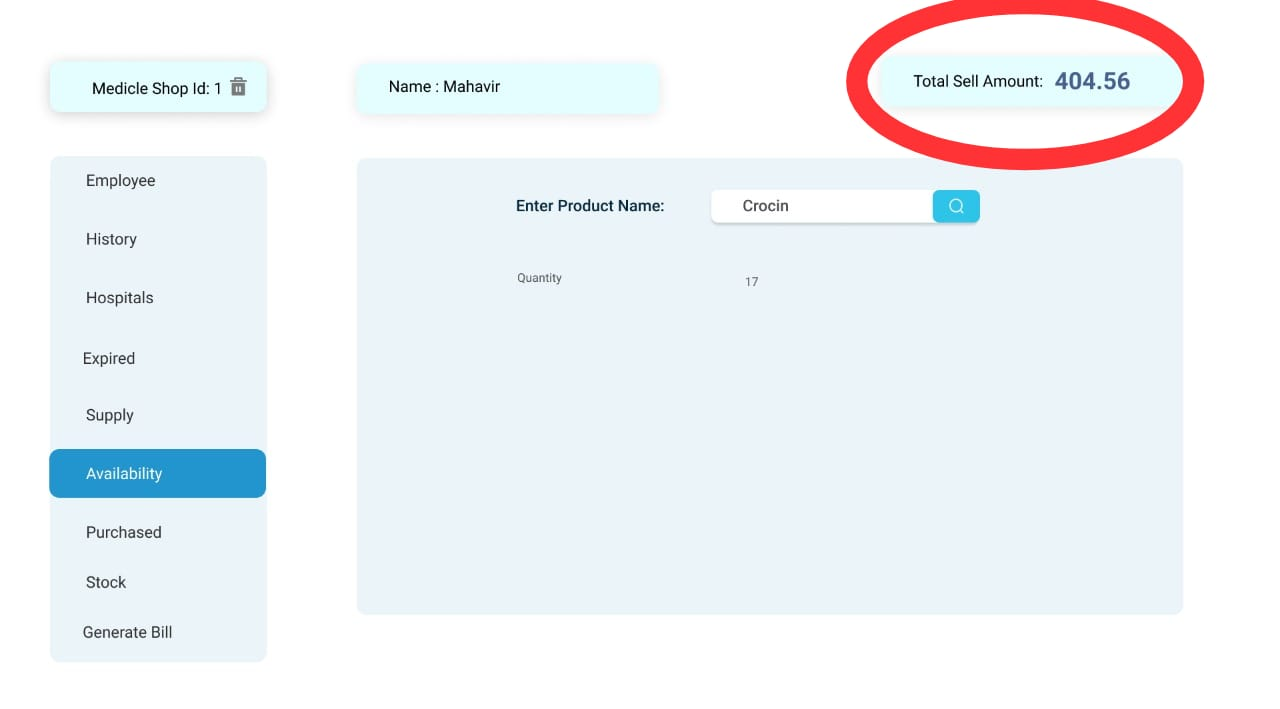 Medicle Shop Id: 1
Name : Mahavir
Total Sell Amount: 404.56
Employee
History
Hospitals
Expired
Supply
Availability
Purchased
Stock
Generate Bill
Enter Product Name: Crocin
Quantity 17